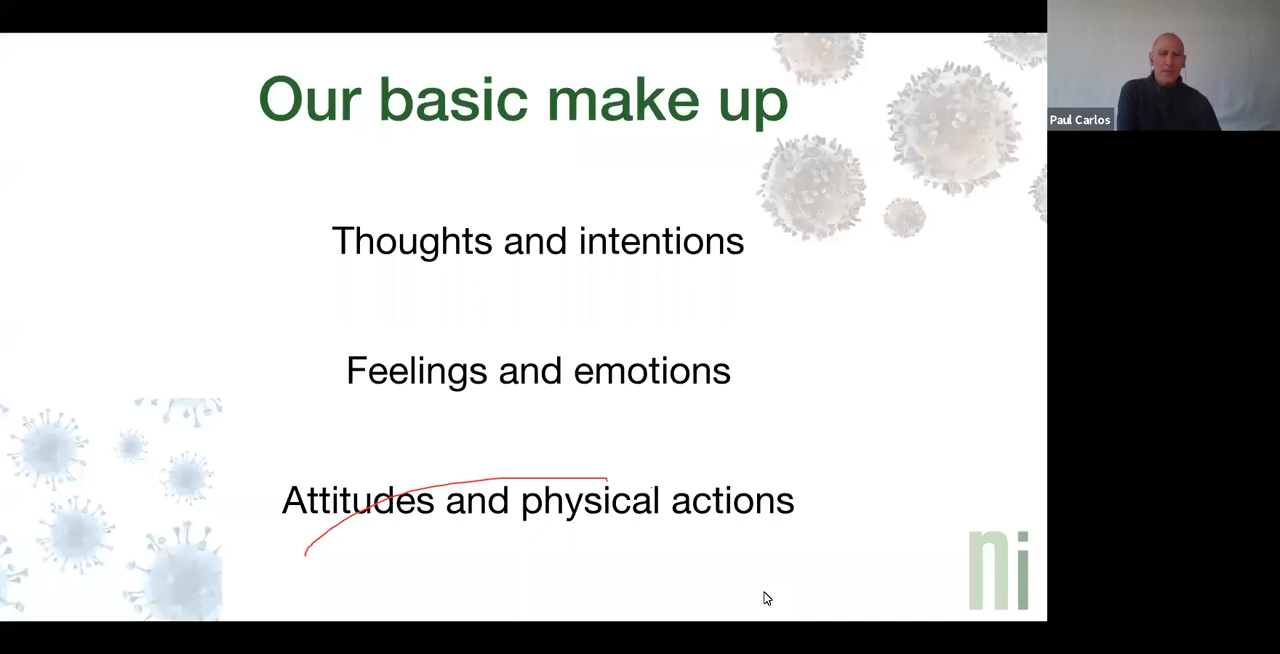 Our basic make up
Paul Carlos
Thoughts and intentions
Feelings and emotions
Attitudes and physical actions
ni